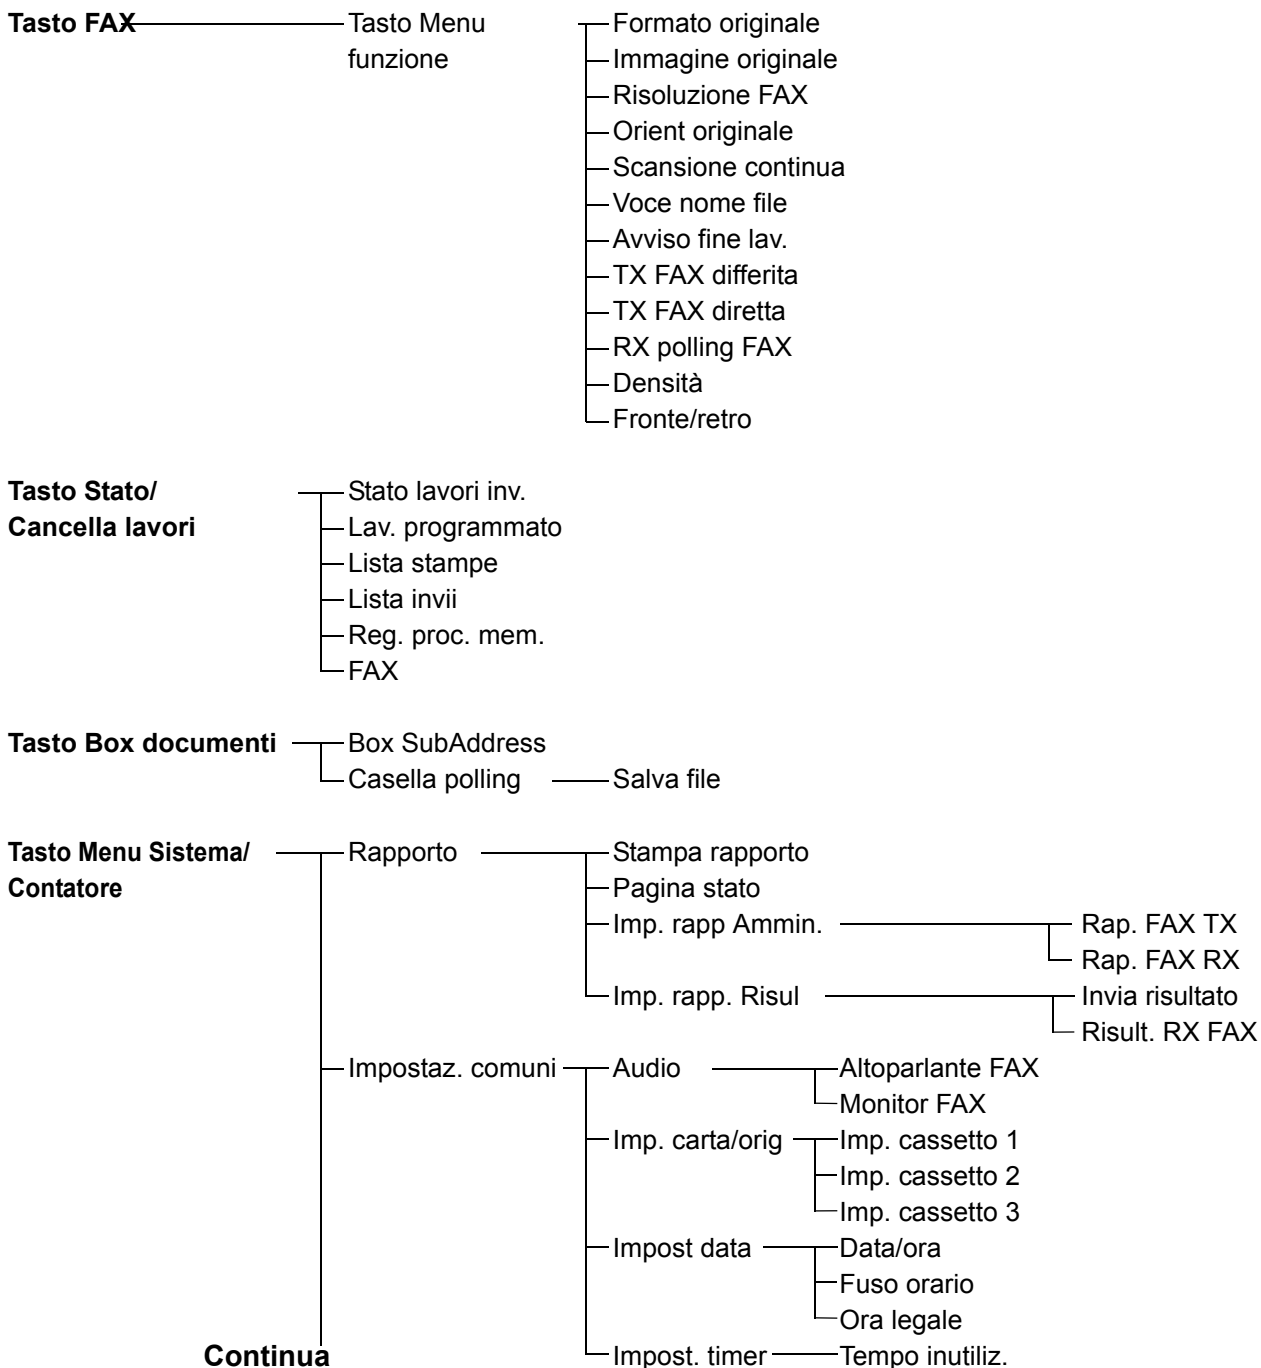 Tasto FAX
Tasto Menu
funzione
Formato originale
Immagine originale
Risoluzione FAX
Orient originale
Scansione continua
Voce nome file
Avviso fine lav.
TX FAX differita
TX FAX diretta
RX polling FAX
Densità
Fronte/retro
Tasto Stato/
Cancella lavori
Stato lavori inv.
Lav. programmato
Lista stampe
Lista invii
Reg. proc. mem.
FAX
Tasto Box documenti
Box SubAddress
Casella polling
Salva file
Tasto Menu Sistema/
Contatore
Rapporto
Stampa rapporto
Pagina stato
Imp. rapp Ammin.
Rap. FAX TX
Rap. FAX RX
Imp. rapp. Risul
Invia risultato
Risult. RX FAX
Impostaz. comuni
Audio
Altoparlante FAX
Monitor FAX
Imp. carta/orig
Imp. cassetto 1
Imp. cassetto 2
Imp. cassetto 3
Impost data
Data/ora
Fuso orario
Ora legale
Impost. timer
Tempo inutiliz.
Continua